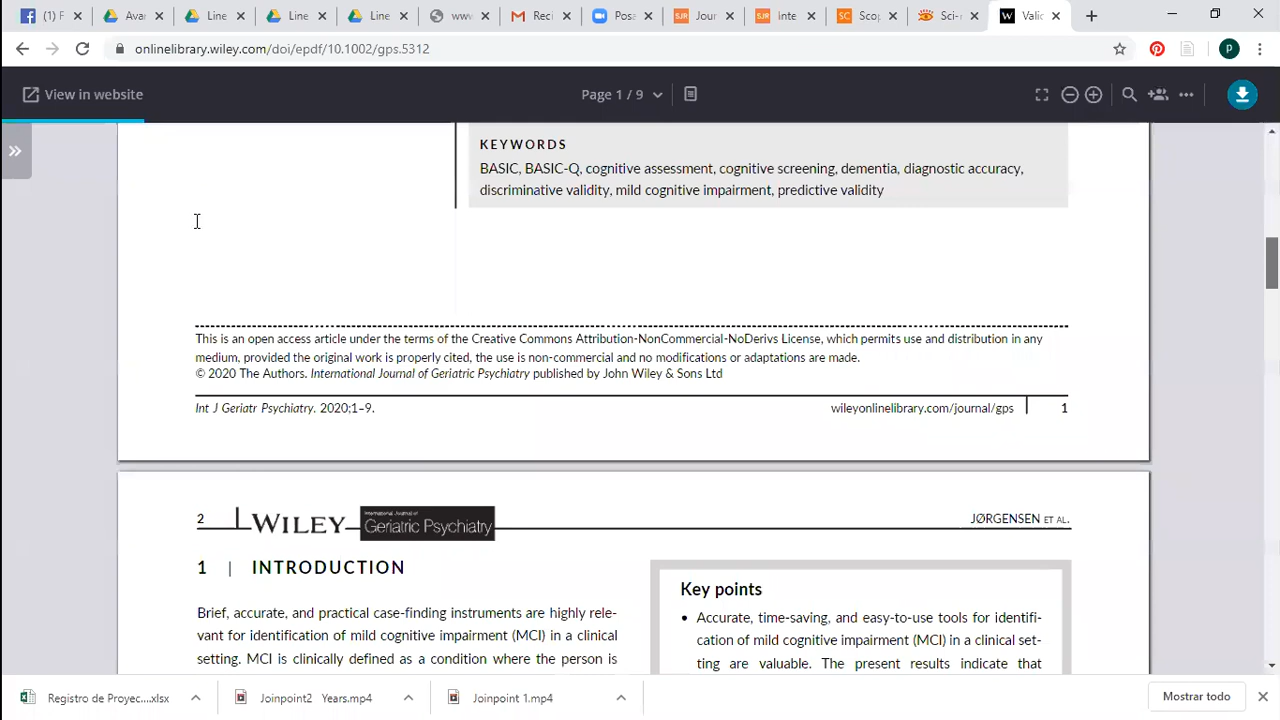 (1) F
Avar
Line
Line
Line
www
Reci
Posa
Jour
Inte
Scop
Sci-
Valic
onlinelibrary.wiley.com/doi/epdf/10.1002/gps.5312
P
View in website
Page 1 / 9
KEYWORDS
BASIC, BASIC-Q, cognitive assessment, cognitive screening, dementia, diagnostic accuracy,
discriminative validity, mild cognitive impairment, predictive validity
This is an open access article under the terms of the Creative Commons Attribution-NonCommercial-NoDerivs License, which permits use and distribution in any
medium, provided the original work is properly cited, the use is non-commercial and no modifications or adaptations are made.
© 2020 The Authors. International Journal of Geriatric Psychiatry published by John Wiley & Sons Ltd
Int J Geriatr Psychiatry. 2020;1–9.
wileyonlinelibrary.com/journal/gps
1
2
WILEY
International Journal of
Geriatric Psychiatry
JØRGENSEN ET AL.
1 | INTRODUCTION
Brief, accurate, and practical case-finding instruments are highly rele-
vant for identification of mild cognitive impairment (MCI) in a clinical
setting. MCI is clinically defined as a condition where the person is
Key points
• Accurate, time-saving, and easy-to-use tools for identifi-
cation of mild cognitive impairment (MCI) in a clinical set-
ting are valuable. The present results indicate that
Registro de Proyec....xlsx
Joinpoint2 Years.mp4
Joinpoint 1.mp4
Mostrar todo